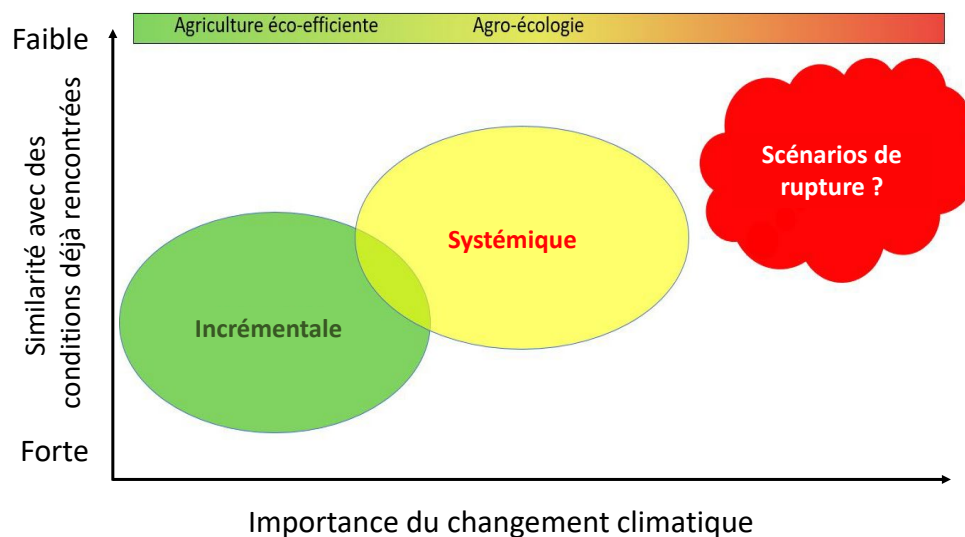 Agriculture éco-efficiente
Agro-écologie
Faible
Similarité avec des
conditions déjà rencontrées
Scénarios de
rupture ?
Systémique
Incrémentale
Forte
Importance du changement climatique